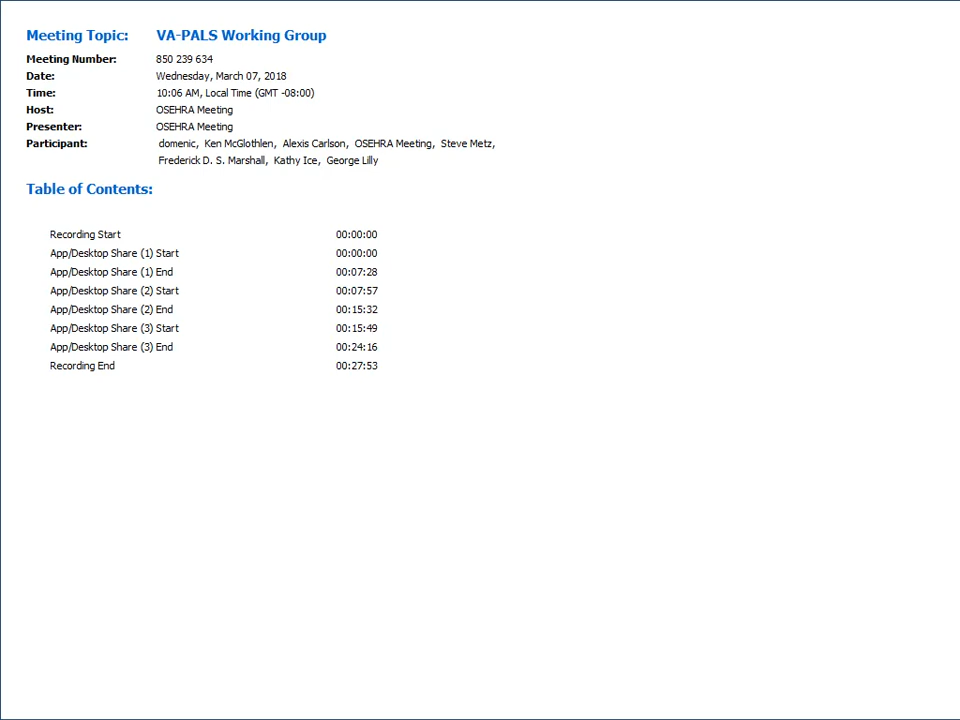 Meeting Topic: VA-PALS Working Group
Meeting Number: 850 239 634
Date: Wednesday, March 07, 2018
Time: 10:06 AM, Local Time (GMT -08:00)
Host: OSEHRA Meeting
Presenter: OSEHRA Meeting
Participant: domenic, Ken McGlothlen, Alexis Carlson, OSEHRA Meeting, Steve Metz,
Frederick D. S. Marshall, Kathy Ice, George Lilly
Table of Contents:
Recording Start 00:00:00
App/Desktop Share (1) Start 00:00:00
App/Desktop Share (1) End 00:07:28
App/Desktop Share (2) Start 00:07:57
App/Desktop Share (2) End 00:15:32
App/Desktop Share (3) Start 00:15:49
App/Desktop Share (3) End 00:24:16
Recording End 00:27:53